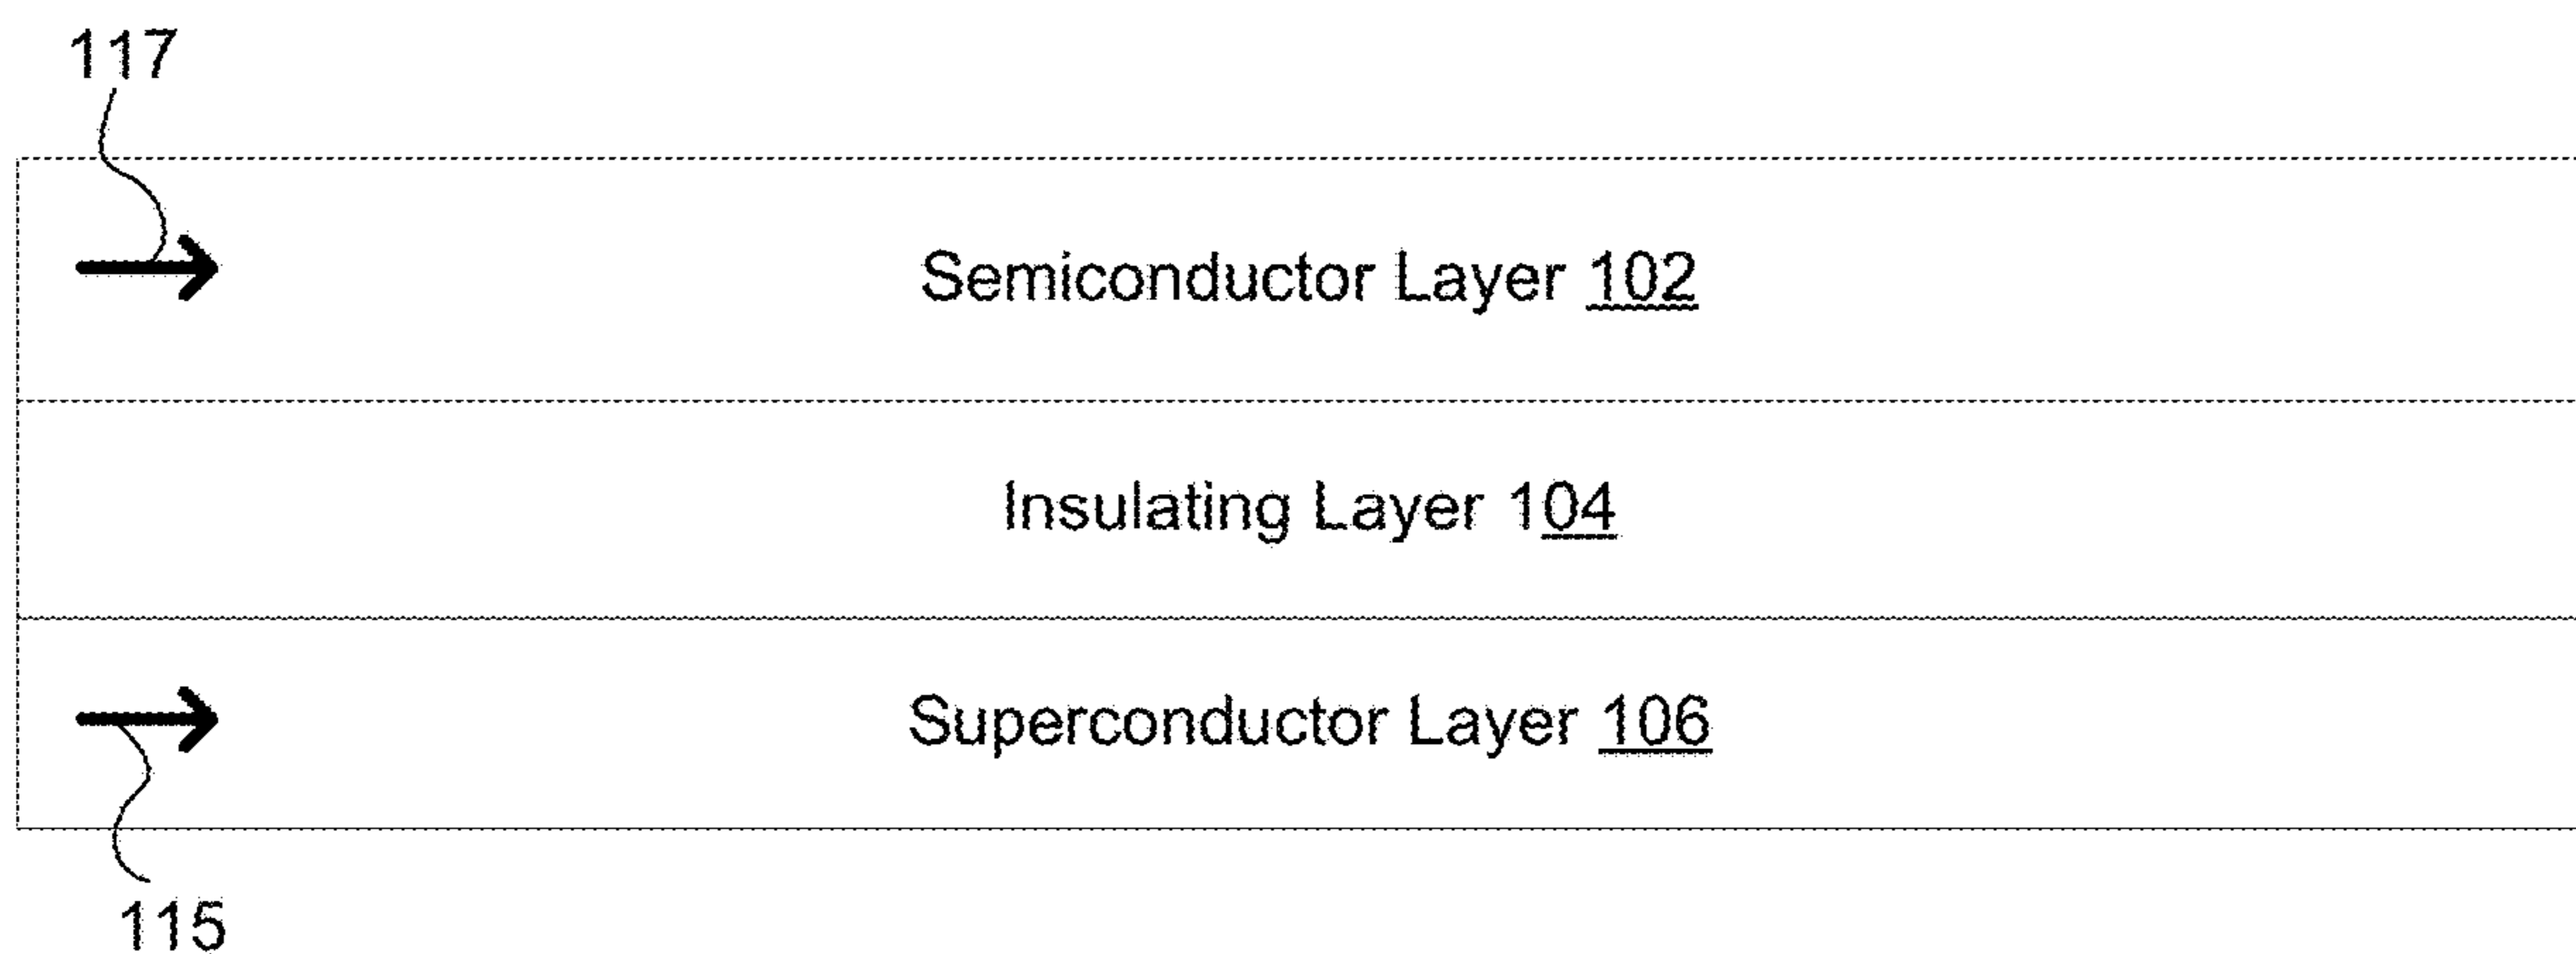 117
Semiconductor Layer 102
Insulating Layer 104
Superconductor Layer 106
115